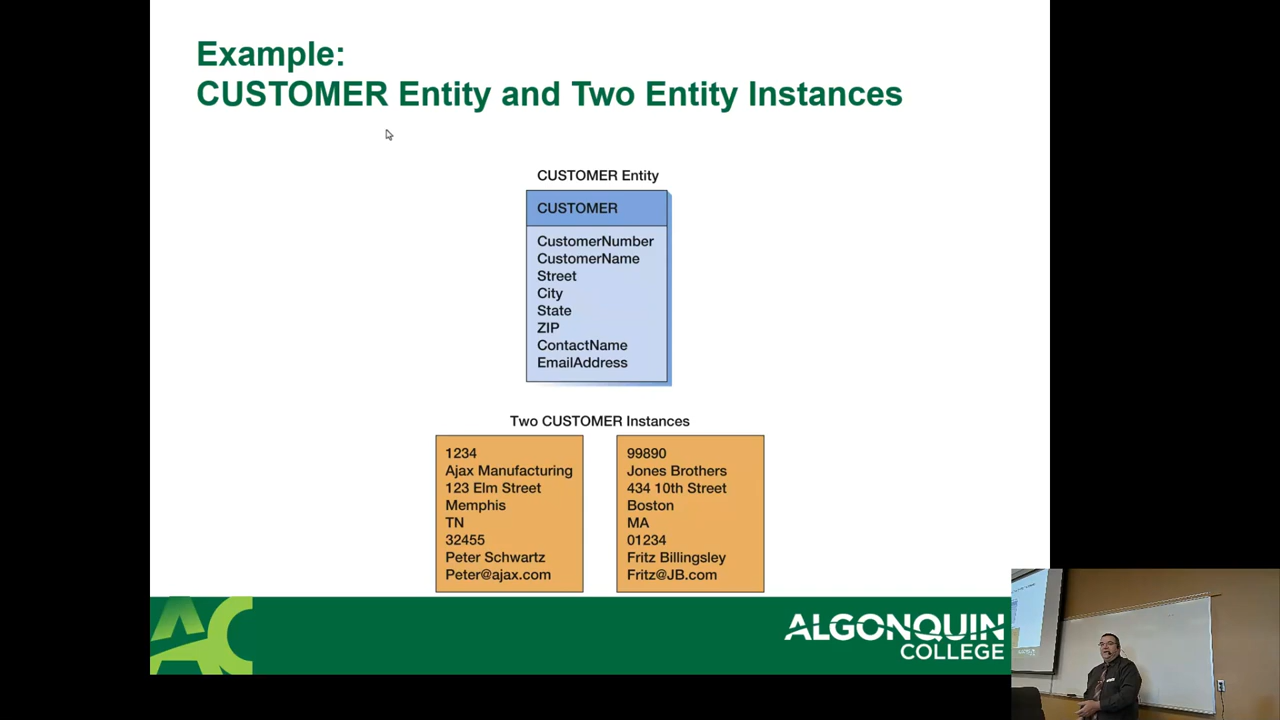 Example:
CUSTOMER Entity and Two Entity Instances
CUSTOMER Entity
CUSTOMER
CustomerNumber
CustomerName
Street
City
State
ZIP
ContactName
EmailAddress
Two CUSTOMER Instances
1234
Ajax Manufacturing
123 Elm Street
Memphis
TN
32455
Peter Schwartz
Peter@ajax.com
99890
Jones Brothers
434 10th Street
Boston
MA
01234
Fritz Billingsley
Fritz@JB.com
AC
ALGONQUIN
COLLEGE